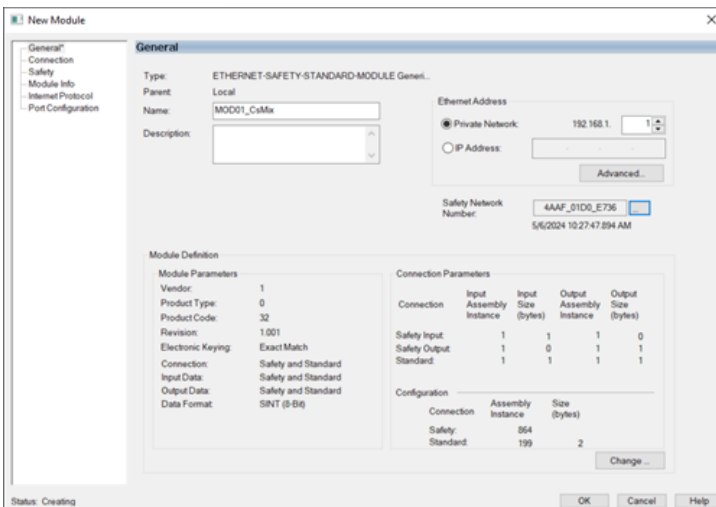 New Module
General*
Connection
Safety
Module Info
Internet Protocol
Port Configuration
General
Type: ETHERNET-SAFETY-STANDARD-MODULE Generi...
Parent: Local
Name: MOD01_CsMix
Description:
Ethernet Address
Private Network: 192.168.1. 1
IP Address:
Advanced...
Safety Network Number: 4AAF_01D0_E736 ...
5/6/2024 10:27:47.894 AM
Module Definition
Module Parameters
Vendor: 1
Product Type: 0
Product Code: 32
Revision: 1.001
Electronic Keying: Exact Match
Connection: Safety and Standard
Input Data: Safety and Standard
Output Data: Safety and Standard
Data Format: SINT (8-Bit)
Connection Parameters
Connection Input Assembly Instance Input Size (bytes) Output Assembly Instance Output Size (bytes)
Safety Input: 1 1 1 0
Safety Output: 1 0 1 1
Standard: 1 1 1 1
Configuration
Connection Assembly Instance Size (bytes)
Safety: 864
Standard: 199 2
Change ...
Status: Creating
OK Cancel Help